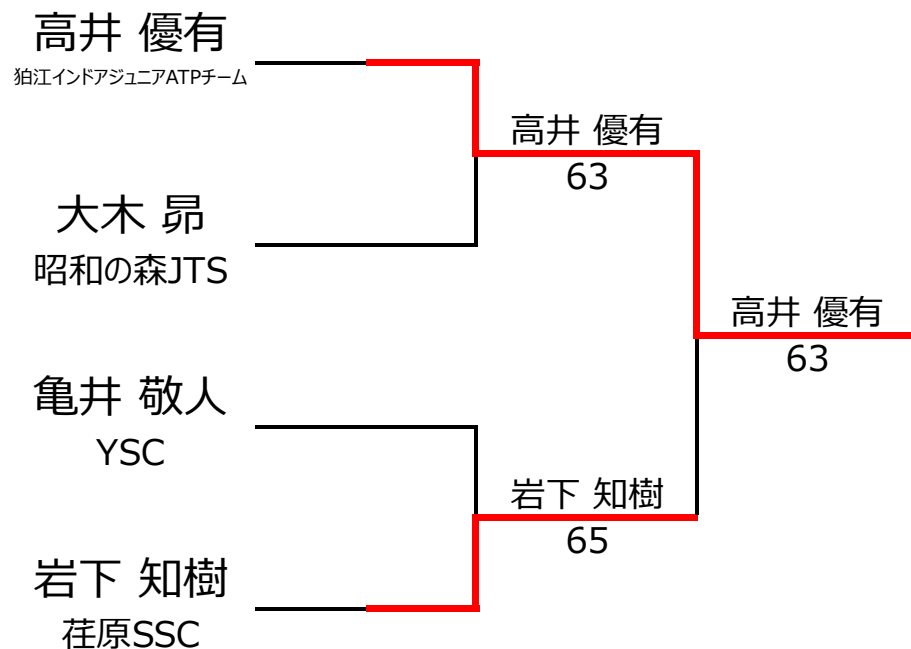 高井 優有
狛江インドアジュニアATPチーム
高井 優有
63
大木 昴
昭和の森JTS
高井 優有
63
亀井 敬人
YSC
岩下 知樹
65
岩下 知樹
荏原SSC